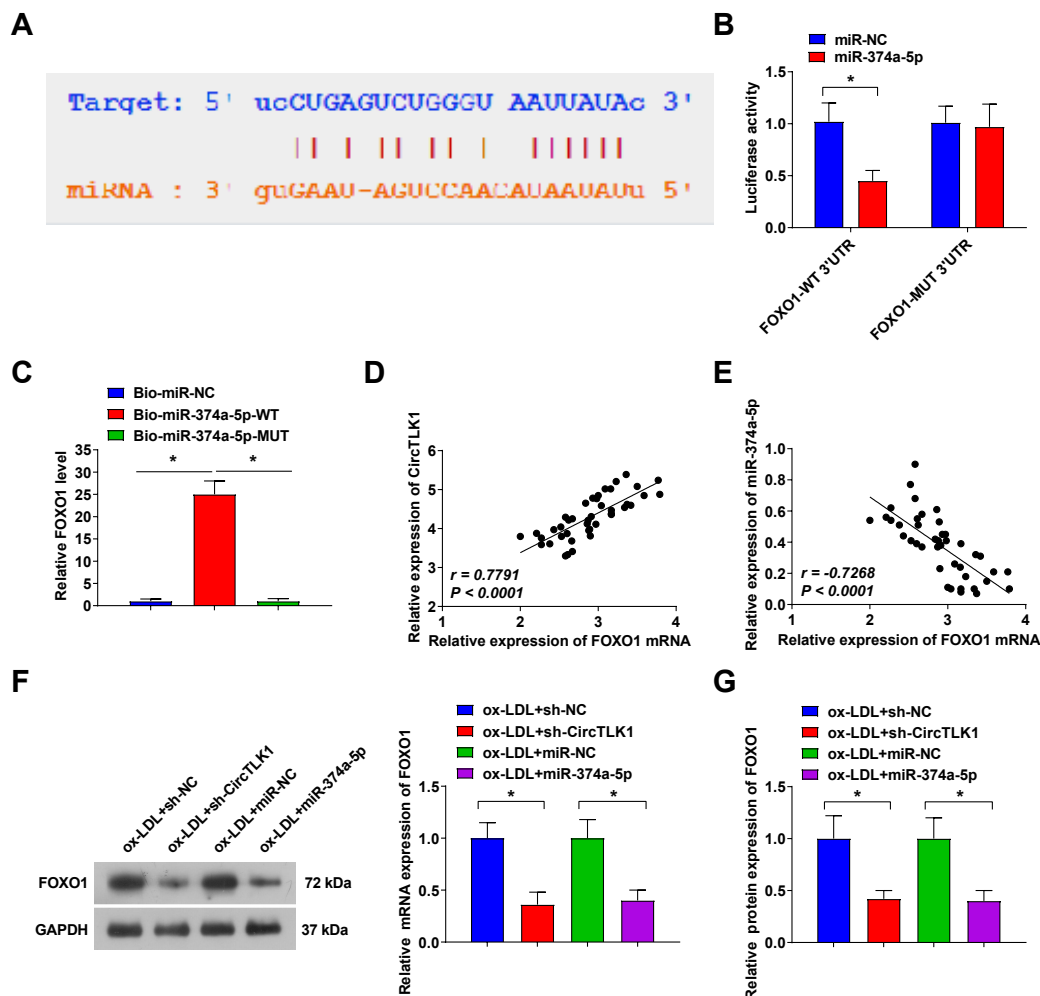 A
Target: 5' ucCUGAGUCUGGGU AAUUAUAc 3'
miRNA : 3' guGAAU-AGUCCAACAUAAUAUu 5'
B
miR-NC
miR-374a-5p
Luciferase activity
1.5
1.0
0.5
0.0
*
FOXO1-WT 3'UTR
FOXO1-MUT 3'UTR
C
Bio-miR-NC
Bio-miR-374a-5p-WT
Bio-miR-374a-5p-MUT
Relative FOXO1 level
35
30
25
20
15
10
5
0
* *
D
Relative expression of CircTLK1
6
5
4
3
2
r = 0.7791
P < 0.0001
1 2 3 4
Relative expression of FOXO1 mRNA
E
Relative expression of miR-374a-5p
1.0
0.8
0.6
0.4
0.2
0.0
r = -0.7268
P < 0.0001
1 2 3 4
Relative expression of FOXO1 mRNA
F
ox-LDL+sh-NC
ox-LDL+sh-CircTLK1
ox-LDL+miR-NC
ox-LDL+miR-374a-5p
FOXO1 72 kDa
GAPDH 37 kDa
ox-LDL+sh-NC
ox-LDL+sh-CircTLK1
ox-LDL+miR-NC
ox-LDL+miR-374a-5p
Relative mRNA expression of FOXO1
1.5
1.0
0.5
0.0
* *
G
ox-LDL+sh-NC
ox-LDL+sh-CircTLK1
ox-LDL+miR-NC
ox-LDL+miR-374a-5p
Relative protein expression of FOXO1
1.5
1.0
0.5
0.0
* *